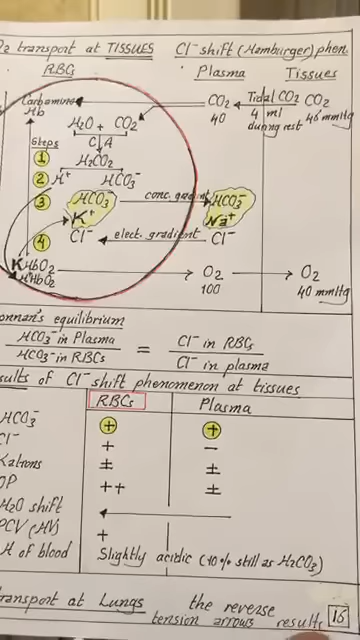 O2 transport at TISSUES Cl⁻ shift (Hamburger) phen
RBCs Plasma Tissues
Carbamino Hb CO2 40 Tidal CO2 4 ml during rest CO2 46 mmHg
H2O + CO2
C.A
Steps
1 H2CO3
2 H⁺ HCO3⁻
3 HCO3⁻ conc. gradient HCO3⁻
K⁺ Na⁺
4 Cl⁻ elect. gradient Cl⁻
KHbO2 O2 O2
HHbO2 100 40 mmHg
onnan's equilibrium
HCO3⁻ in Plasma = Cl⁻ in RBCs
HCO3⁻ in RBCs Cl⁻ in plasma
sults of Cl⁻ shift phenomenon at tissues
RBCs Plasma
HCO3⁻ + +
Cl⁻ + −
Kations ± ±
OP ++ ±
H2O shift
PCV (HV) +
H of blood Slightly acidic (10% still as H2CO3)
transport at Lungs the reverse
tension arrows results 16